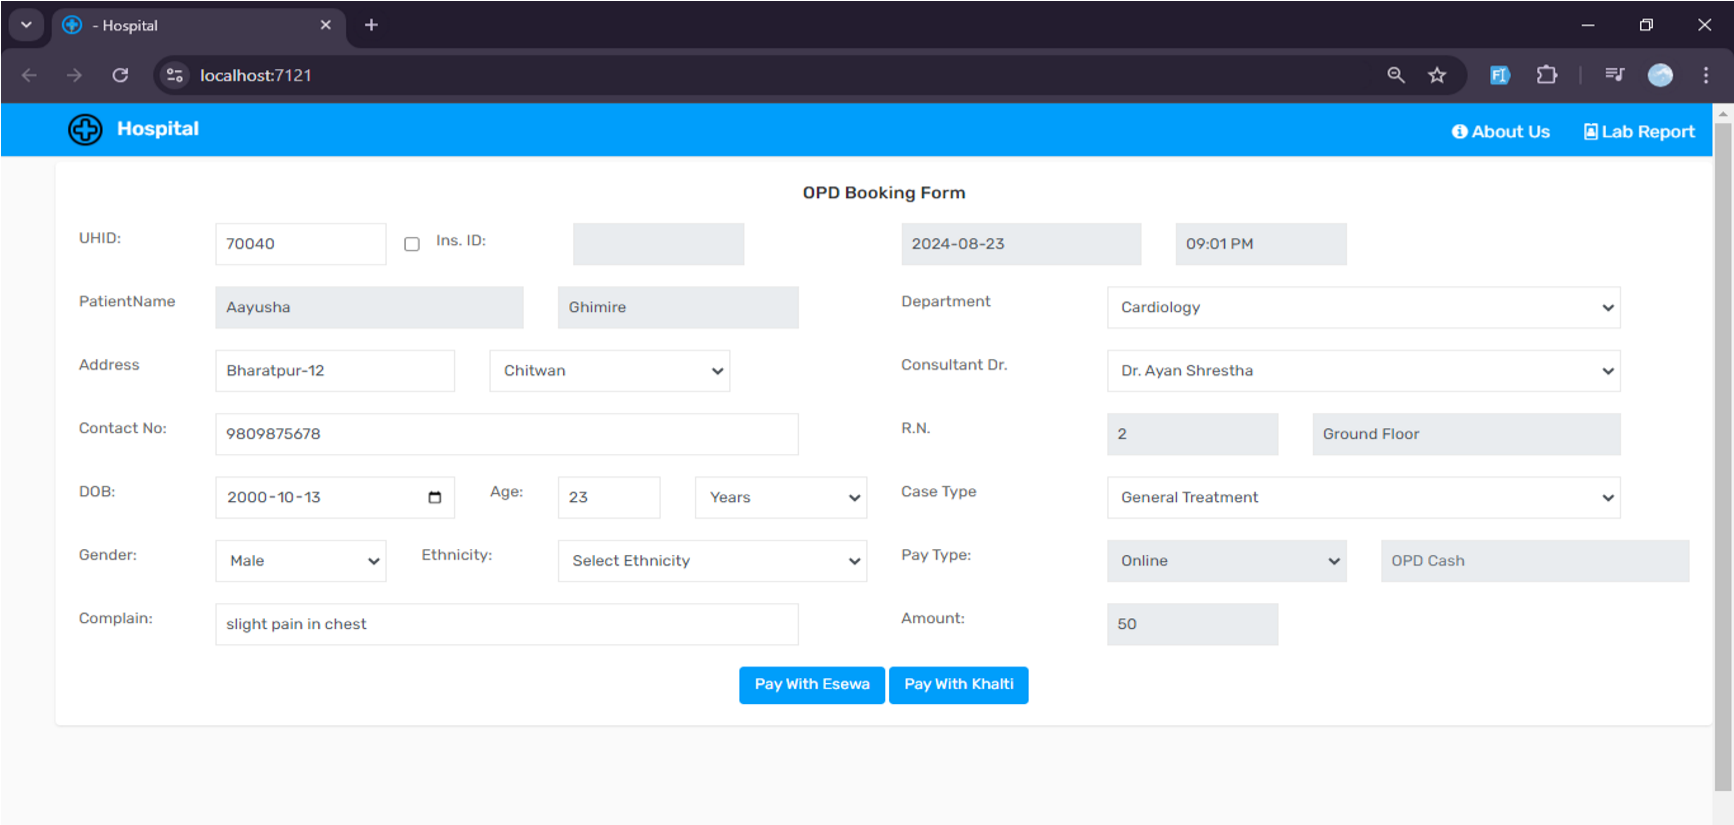 - Hospital
localhost:7121
Hospital
About Us
Lab Report
OPD Booking Form
UHID: 70040 Ins. ID: 2024-08-23 09:01 PM
PatientName Aayusha Ghimire Department Cardiology
Address Bharatpur-12 Chitwan Consultant Dr. Dr. Ayan Shrestha
Contact No: 9809875678 R.N. 2 Ground Floor
DOB: 2000-10-13 Age: 23 Years Case Type General Treatment
Gender: Male Ethnicity: Select Ethnicity Pay Type: Online OPD Cash
Complain: slight pain in chest Amount: 50
Pay With Esewa Pay With Khalti